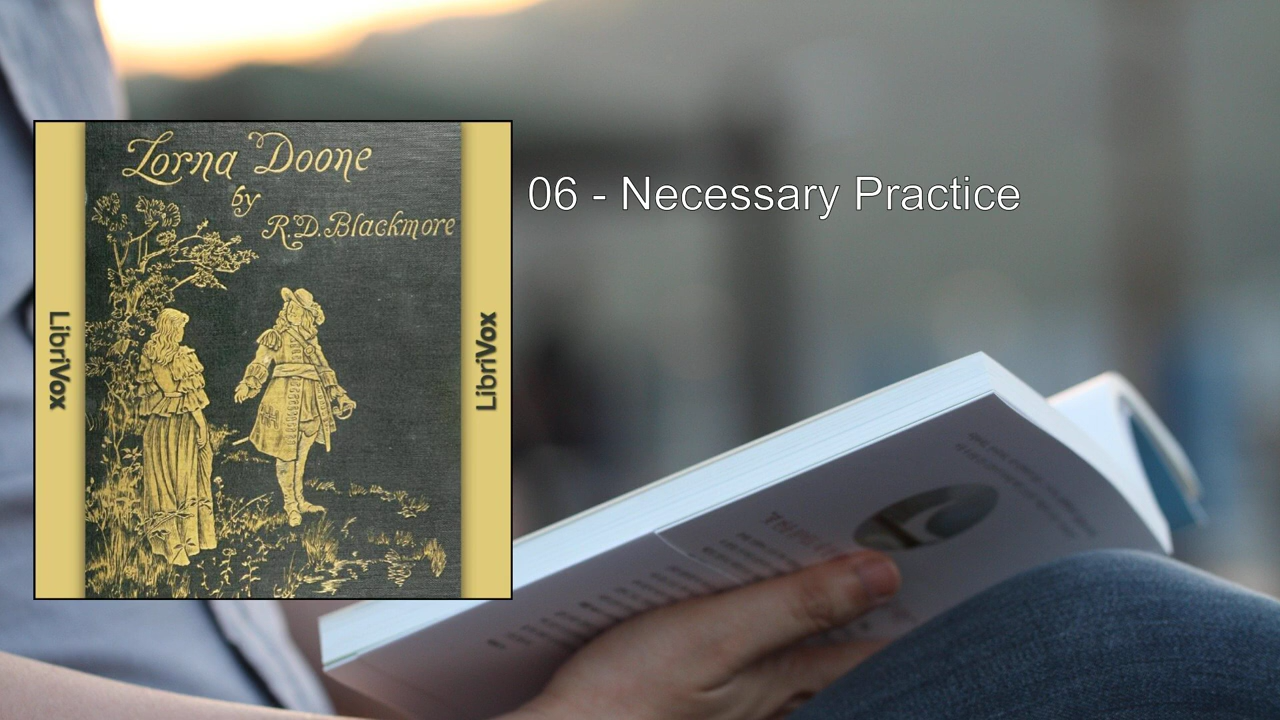 Lorna Doone
by
R.D. Blackmore
LibriVox
LibriVox
06 - Necessary Practice